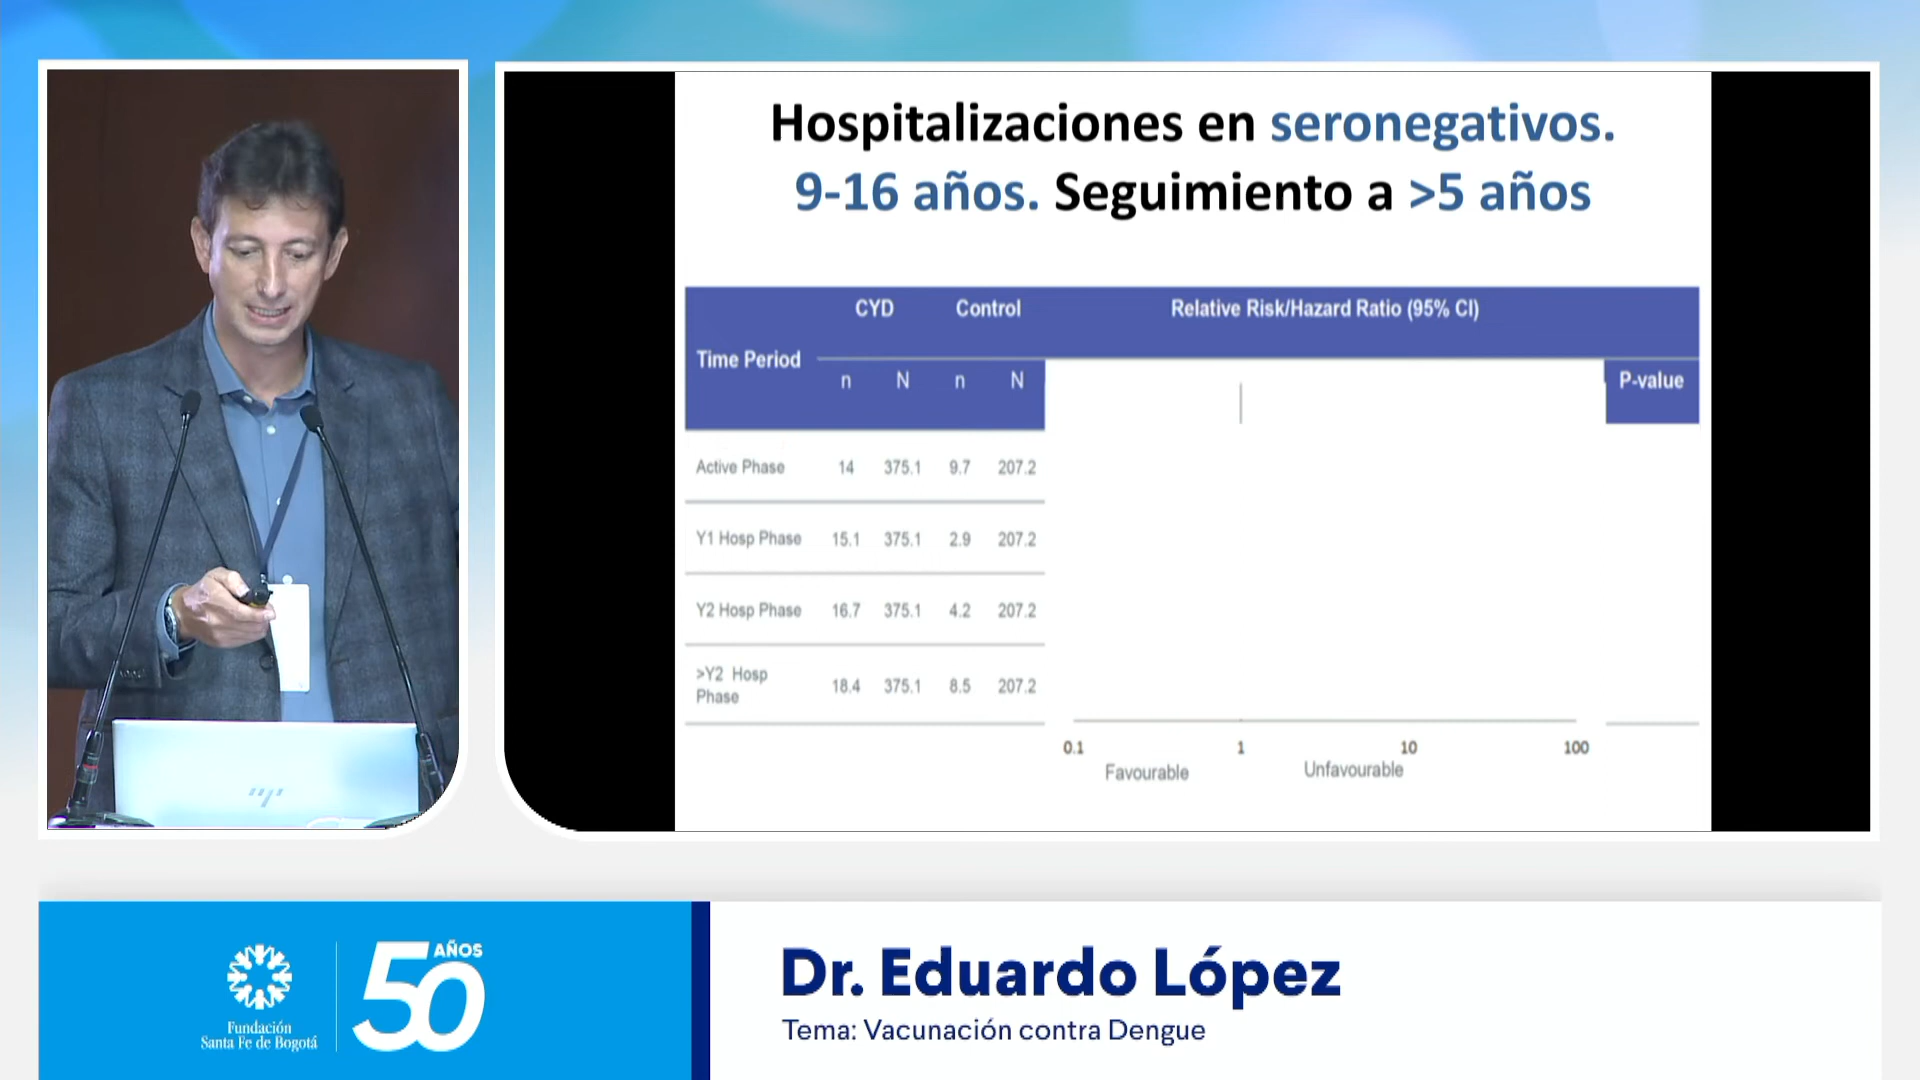 Hospitalizaciones en seronegativos.
9-16 años. Seguimiento a >5 años
CYD Control Relative Risk/Hazard Ratio (95% CI)
Time Period
n N n N P-value
Active Phase 14 375.1 9.7 207.2
Y1 Hosp Phase 15.1 375.1 2.9 207.2
Y2 Hosp Phase 16.7 375.1 4.2 207.2
>Y2 Hosp
Phase
18.4 375.1 8.5 207.2
0.1 1 10 100
Favourable Unfavourable
Fundación
Santa Fe de Bogotá
50 AÑOS
Dr. Eduardo López
Tema: Vacunación contra Dengue